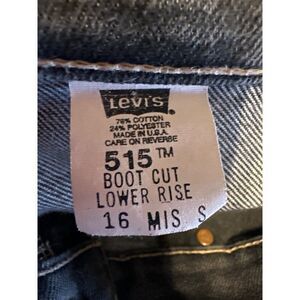 LEVI'S
76% COTTON
24% POLYESTER
MADE IN U.S.A.
CARE ON REVERSE
515™
BOOT CUT
LOWER RISE
16 MIS S